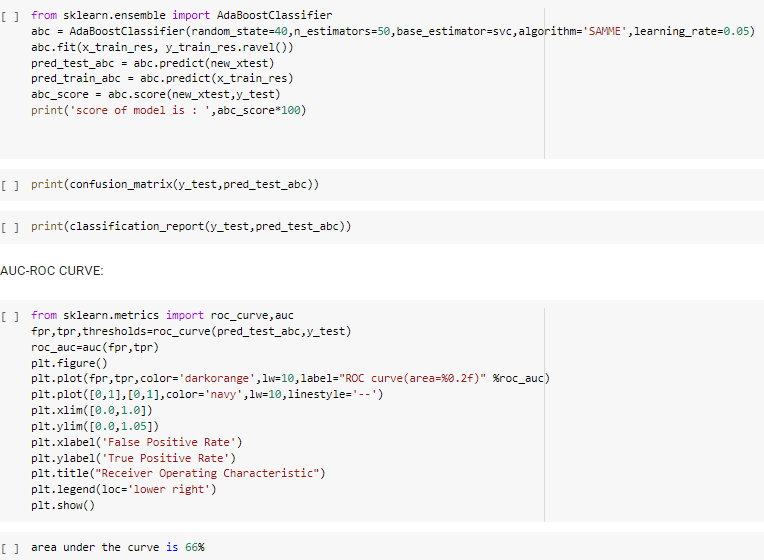 [ ] from sklearn.ensemble import AdaBoostClassifier
abc = AdaBoostClassifier(random_state=40,n_estimators=50,base_estimator=svc,algorithm='SAMME',learning_rate=0.05)
abc.fit(x_train_res, y_train_res.ravel())
pred_test_abc = abc.predict(new_xtest)
pred_train_abc = abc.predict(x_train_res)
abc_score = abc.score(new_xtest,y_test)
print('score of model is : ',abc_score*100)
[ ] print(confusion_matrix(y_test,pred_test_abc))
[ ] print(classification_report(y_test,pred_test_abc))
AUC-ROC CURVE:
[ ] from sklearn.metrics import roc_curve,auc
fpr,tpr,thresholds=roc_curve(pred_test_abc,y_test)
roc_auc=auc(fpr,tpr)
plt.figure()
plt.plot(fpr,tpr,color='darkorange',lw=10,label="ROC curve(area=%0.2f)" %roc_auc)
plt.plot([0,1],[0,1],color='navy',lw=10,linestyle='--')
plt.xlim([0.0,1.0])
plt.ylim([0.0,1.05])
plt.xlabel('False Positive Rate')
plt.ylabel('True Positive Rate')
plt.title("Receiver Operating Characteristic")
plt.legend(loc='lower right')
plt.show()
[ ] area under the curve is 66%